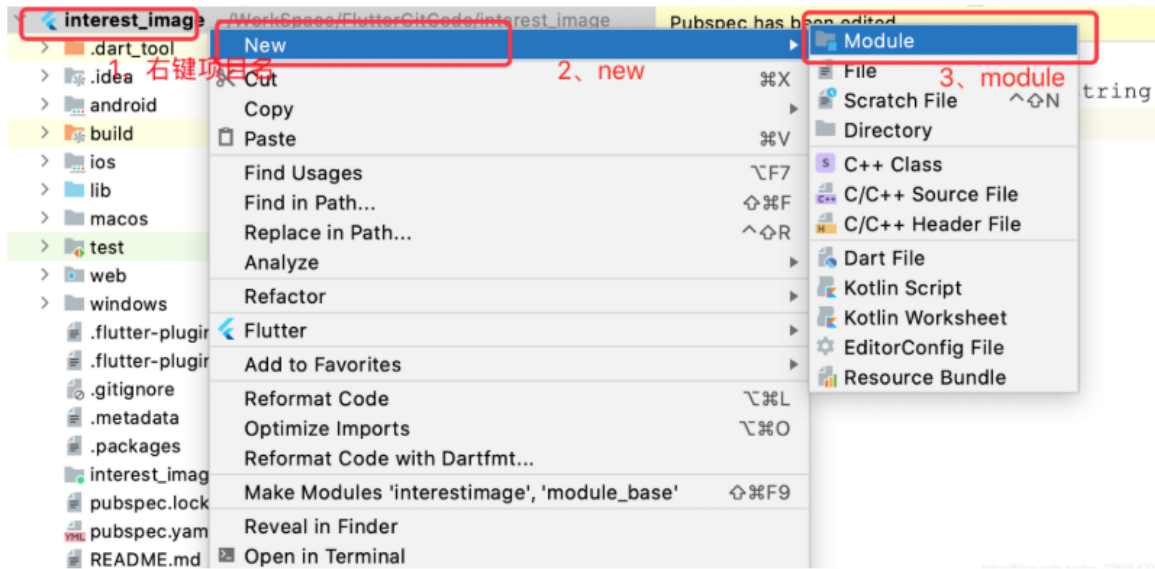 interest_image /WorkSpace/FlutterGitCode/interest_image
Pubspec has been edited
.dart_tool
.idea
android
build
ios
lib
macos
test
web
windows
.flutter-plugin
.flutter-plugin
.gitignore
.metadata
.packages
interest_imag
pubspec.lock
pubspec.yam
README.md
1、右键项目名
New
2、new
Cut ⌘X
Copy
Paste ⌘V
Find Usages ⌥F7
Find in Path... ⇧⌘F
Replace in Path... ^⇧R
Analyze
Refactor
Flutter
Add to Favorites
Reformat Code ⌥⌘L
Optimize Imports ⌥⌘O
Reformat Code with Dartfmt...
Make Modules 'interestimage', 'module_base' ⇧⌘F9
Reveal in Finder
Open in Terminal
Module
File
3、module
Scratch File ^⇧N
Directory
C++ Class
C/C++ Source File
C/C++ Header File
Dart File
Kotlin Script
Kotlin Worksheet
EditorConfig File
Resource Bundle
tring